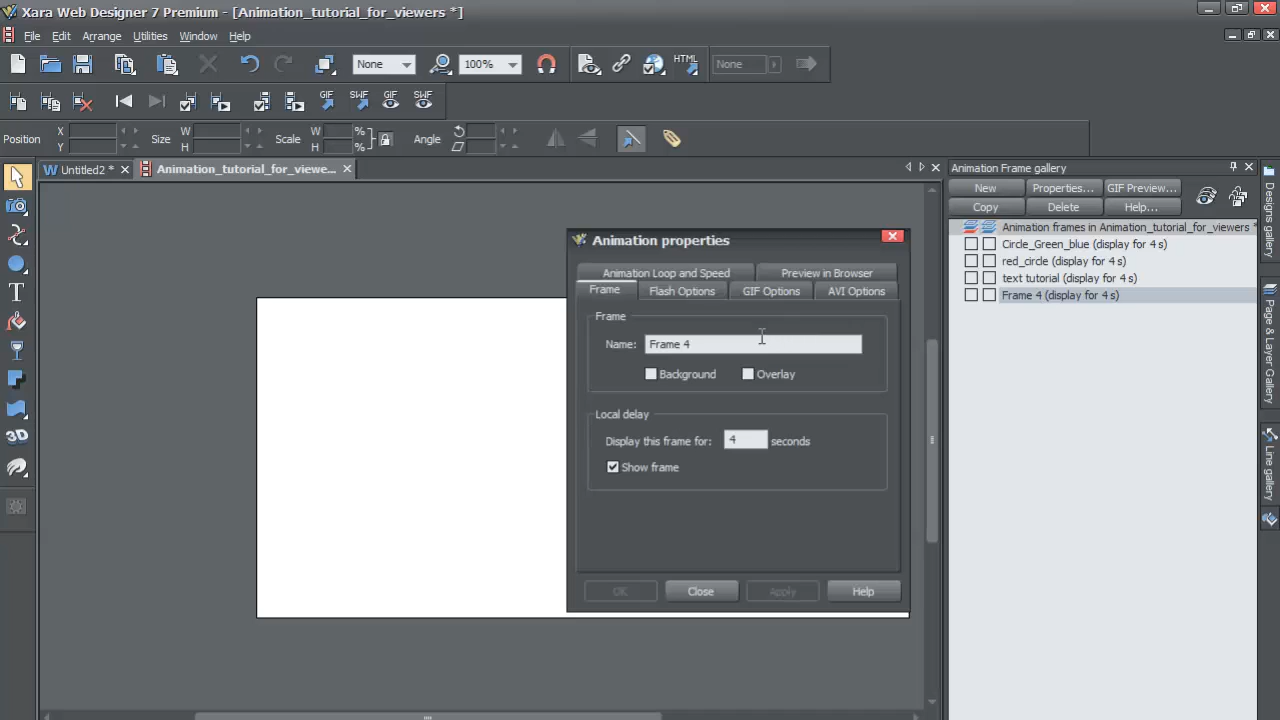 Xara Web Designer 7 Premium - [Animation_tutorial_for_viewers *]
File Edit Arrange Utilities Window Help
None 100% HTML None
GIF SWF GIF SWF
Position X Y Size W H Scale W H % % Angle
Untitled2 * Animation_tutorial_for_viewe...
Animation Frame gallery
New Properties... GIF Preview...
Copy Delete Help...
Animation frames in Animation_tutorial_for_viewers *
Circle_Green_blue (display for 4 s)
red_circle (display for 4 s)
text tutorial (display for 4 s)
Frame 4 (display for 4 s)
Designs gallery
Page & Layer Gallery
Line gallery
T
3D
Animation properties
Animation Loop and Speed Preview in Browser
Frame Flash Options GIF Options AVI Options
Frame
Name: Frame 4
Background Overlay
Local delay
Display this frame for: 4 seconds
Show frame
OK Close Apply Help